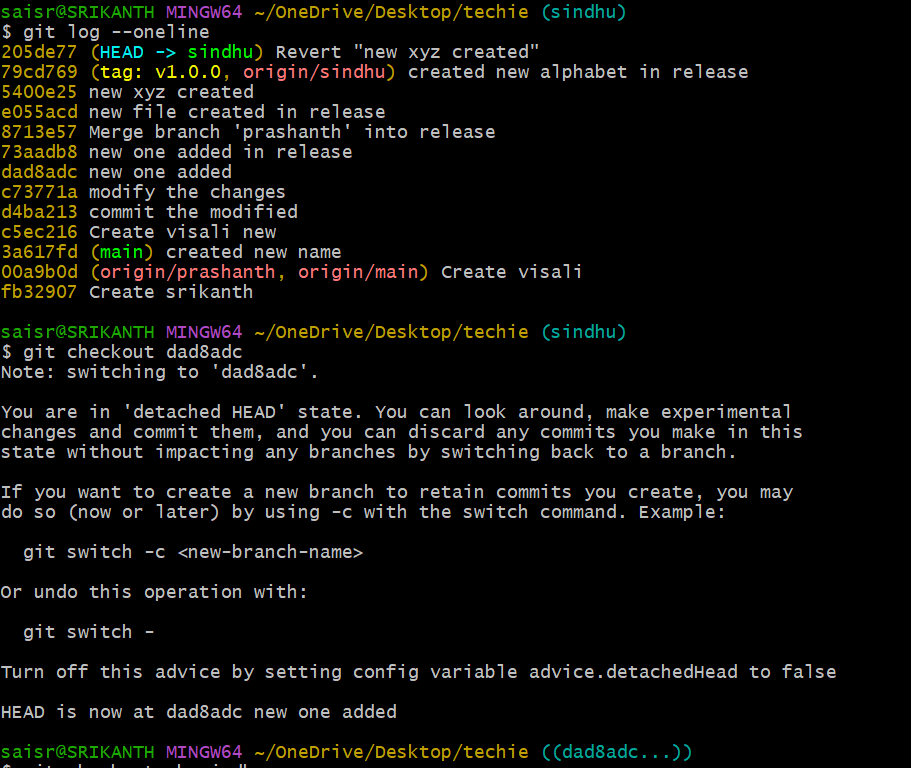 saisr@SRIKANTH MINGW64 ~/OneDrive/Desktop/techie (sindhu)
$ git log --oneline
205de77 (HEAD -> sindhu) Revert "new xyz created"
79cd769 (tag: v1.0.0, origin/sindhu) created new alphabet in release
5400e25 new xyz created
e055acd new file created in release
8713e57 Merge branch 'prashanth' into release
73aadb8 new one added in release
dad8adc new one added
c73771a modify the changes
d4ba213 commit the modified
c5ec216 Create visali new
3a617fd (main) created new name
00a9b0d (origin/prashanth, origin/main) Create visali
fb32907 Create srikanth
saisr@SRIKANTH MINGW64 ~/OneDrive/Desktop/techie (sindhu)
$ git checkout dad8adc
Note: switching to 'dad8adc'.
You are in 'detached HEAD' state. You can look around, make experimental
changes and commit them, and you can discard any commits you make in this
state without impacting any branches by switching back to a branch.
If you want to create a new branch to retain commits you create, you may
do so (now or later) by using -c with the switch command. Example:
git switch -c <new-branch-name>
Or undo this operation with:
git switch -
Turn off this advice by setting config variable advice.detachedHead to false
HEAD is now at dad8adc new one added
saisr@SRIKANTH MINGW64 ~/OneDrive/Desktop/techie ((dad8adc...))